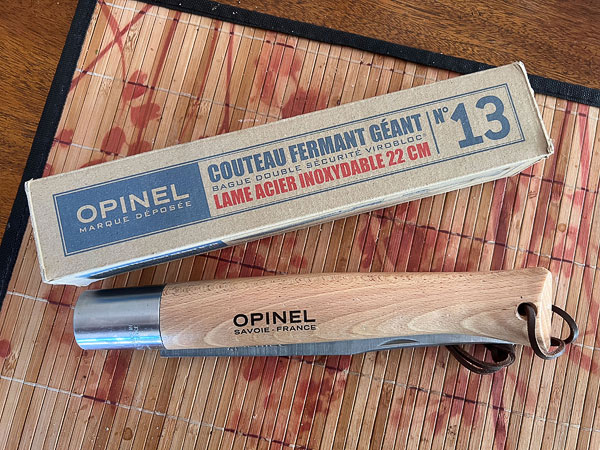 OPINEL
MARQUE DÉPOSÉE
COUTEAU FERMANT GÉANT
BAGUE DOUBLE SÉCURITÉ VIROBLOC®
LAME ACIER INOXYDABLE 22 CM
N° 13
OPINEL
SAVOIE - FRANCE